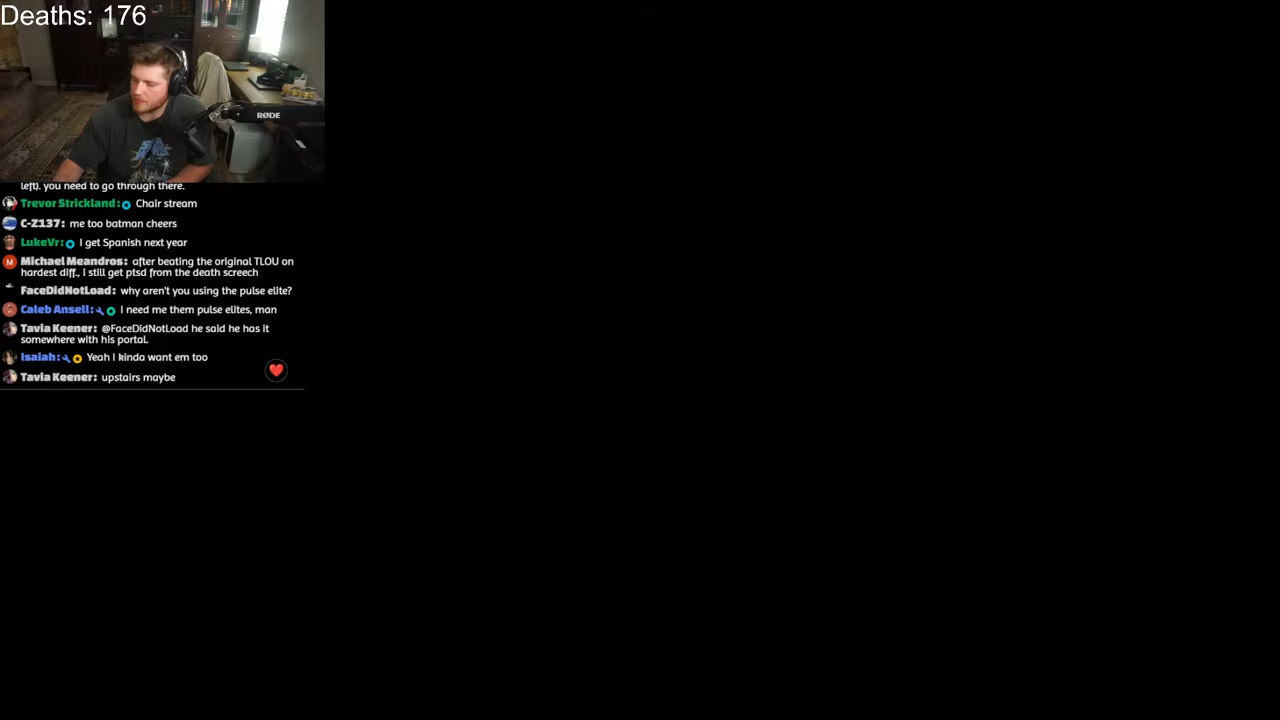 Deaths: 176
RØDE
left). you need to go through there.
Trevor Strickland: Chair stream
C-Z137: me too batman cheers
LukeVr: I get Spanish next year
Michael Meandros: after beating the original TLOU on
hardest diff., i still get ptsd from the death screech
FaceDidNotLoad: why aren't you using the pulse elite?
Caleb Ansell: I need me them pulse elites, man
Tavia Keener: @FaceDidNotLoad he said he has it
somewhere with his portal.
Isaiah: Yeah I kinda want em too
Tavia Keener: upstairs maybe